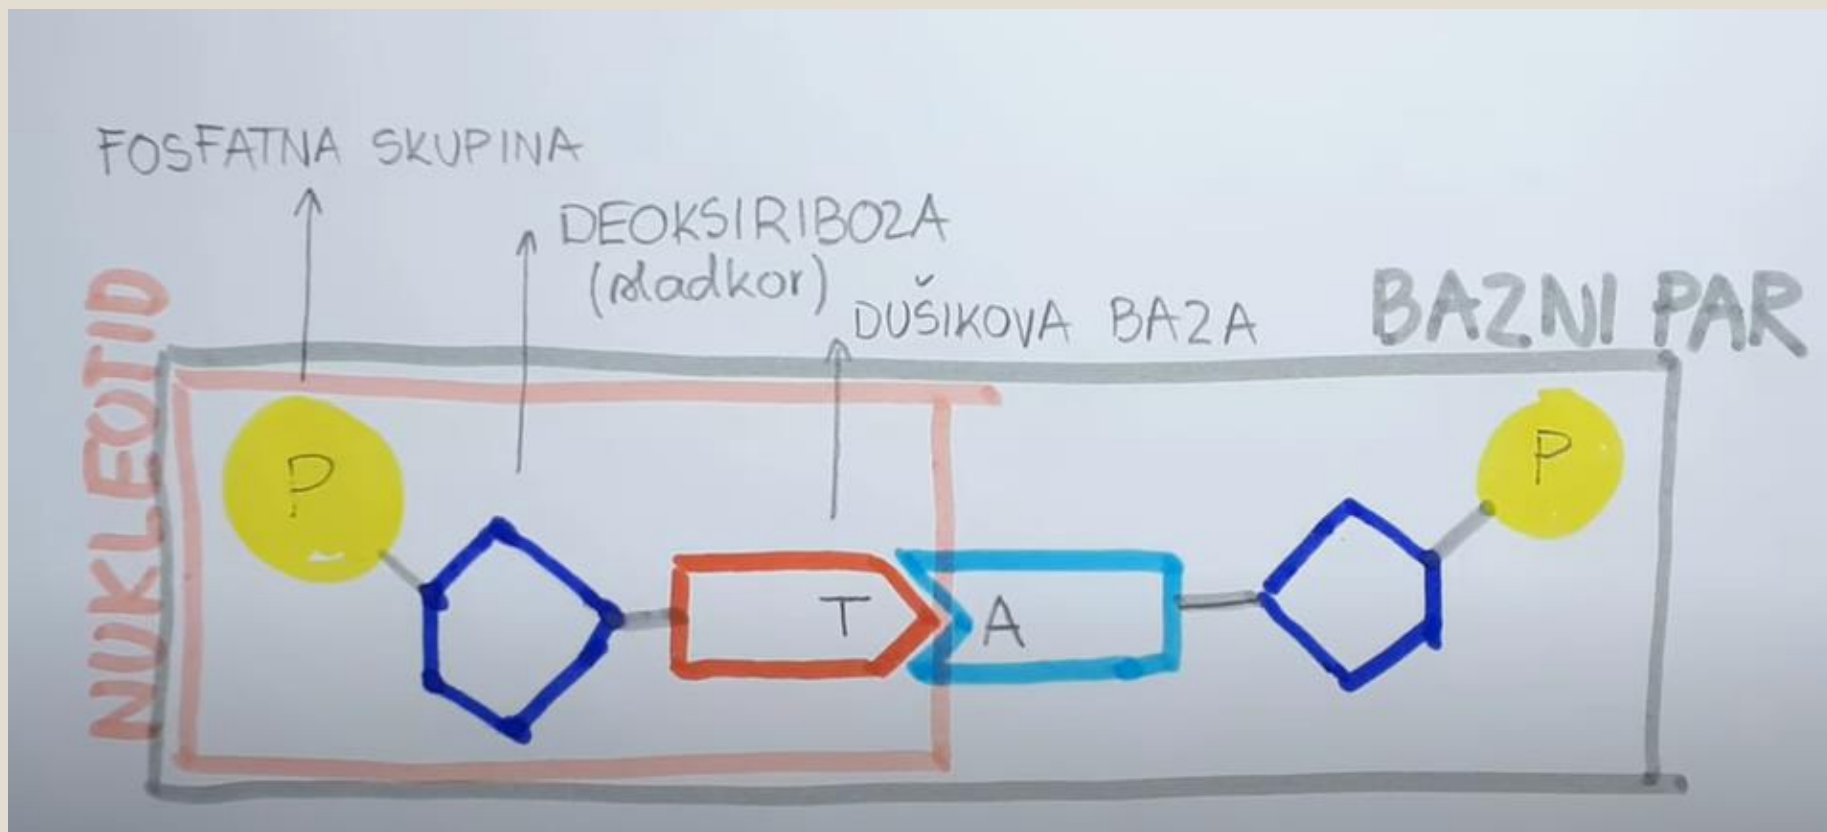 FOSFATNA SKUPINA
DEOKSIRIBOZA
(sladkor)
DUŠIKOVA BAZA
BAZNI PAR
NUKLEOTID
P
P
T
A